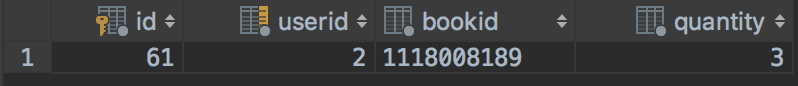 id userid bookid quantity
1 61 2 1118008189 3